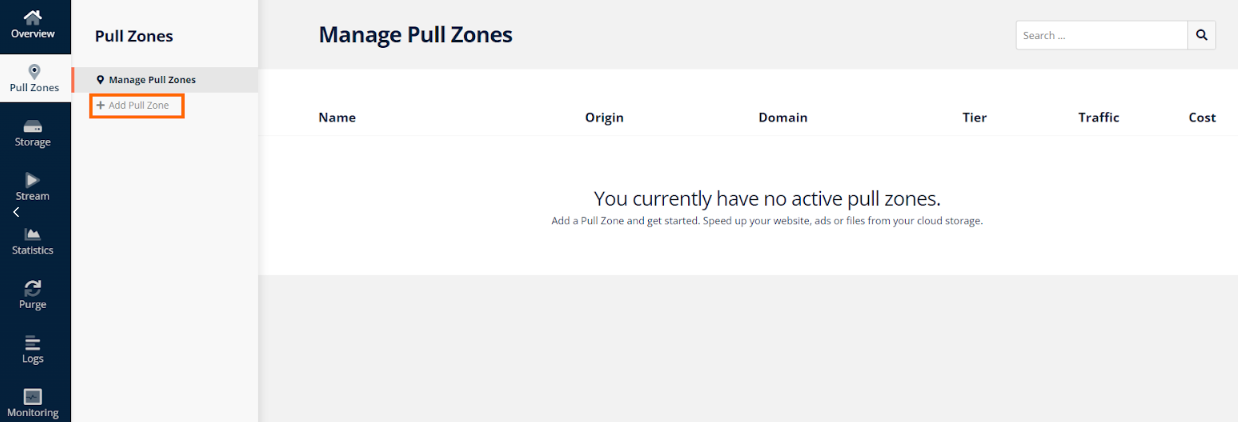 Overview
Pull Zones
Storage
Stream
Statistics
Purge
Logs
Monitoring
Pull Zones
Manage Pull Zones
Add Pull Zone
Manage Pull Zones
Search ...
Name Origin Domain Tier Traffic Cost
You currently have no active pull zones.
Add a Pull Zone and get started. Speed up your website, ads or files from your cloud storage.